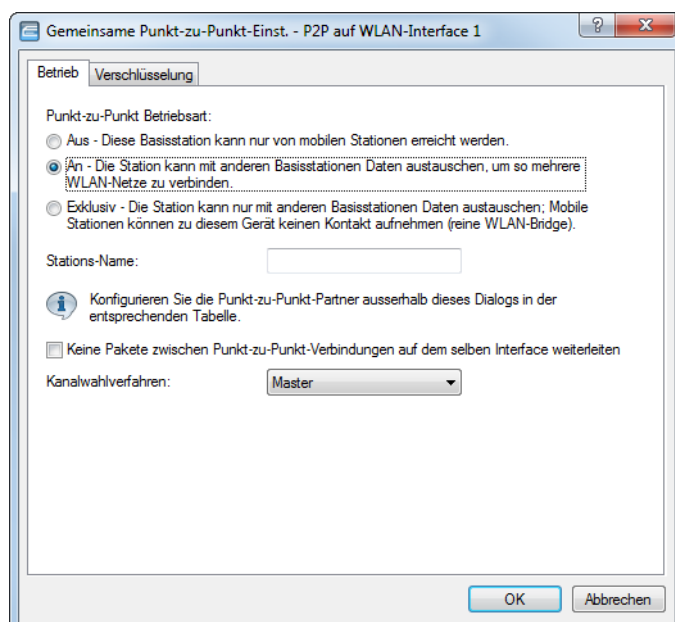 Gemeinsame Punkt-zu-Punkt-Einst. - P2P auf WLAN-Interface 1
?
Betrieb
Verschlüsselung
Punkt-zu-Punkt Betriebsart:
Aus - Diese Basisstation kann nur von mobilen Stationen erreicht werden.
An - Die Station kann mit anderen Basisstationen Daten austauschen, um so mehrere
WLAN-Netze zu verbinden.
Exklusiv - Die Station kann nur mit anderen Basisstationen Daten austauschen; Mobile
Stationen können zu diesem Gerät keinen Kontakt aufnehmen (reine WLAN-Bridge).
Stations-Name:
Konfigurieren Sie die Punkt-zu-Punkt-Partner ausserhalb dieses Dialogs in der
entsprechenden Tabelle.
Keine Pakete zwischen Punkt-zu-Punkt-Verbindungen auf dem selben Interface weiterleiten
Kanalwahlverfahren:
Master
OK
Abbrechen